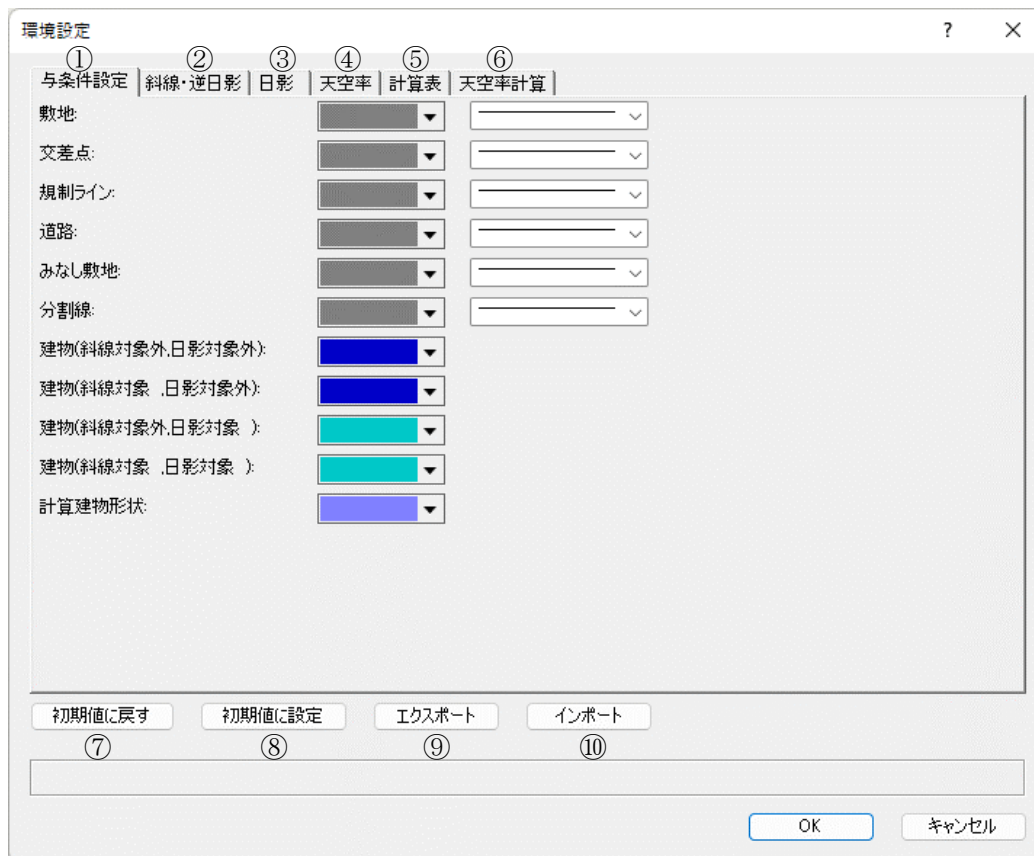 環境設定 ?
① ② ③ ④ ⑤ ⑥
与条件設定 斜線・逆日影 日影 天空率 計算表 天空率計算
敷地:
交差点:
規制ライン:
道路:
みなし敷地:
分割線:
建物(斜線対象外,日影対象外):
建物(斜線対象 ,日影対象外):
建物(斜線対象外,日影対象 ):
建物(斜線対象 ,日影対象 ):
計算建物形状:
初期値に戻す 初期値に設定 エクスポート インポート
⑦ ⑧ ⑨ ⑩
OK キャンセル